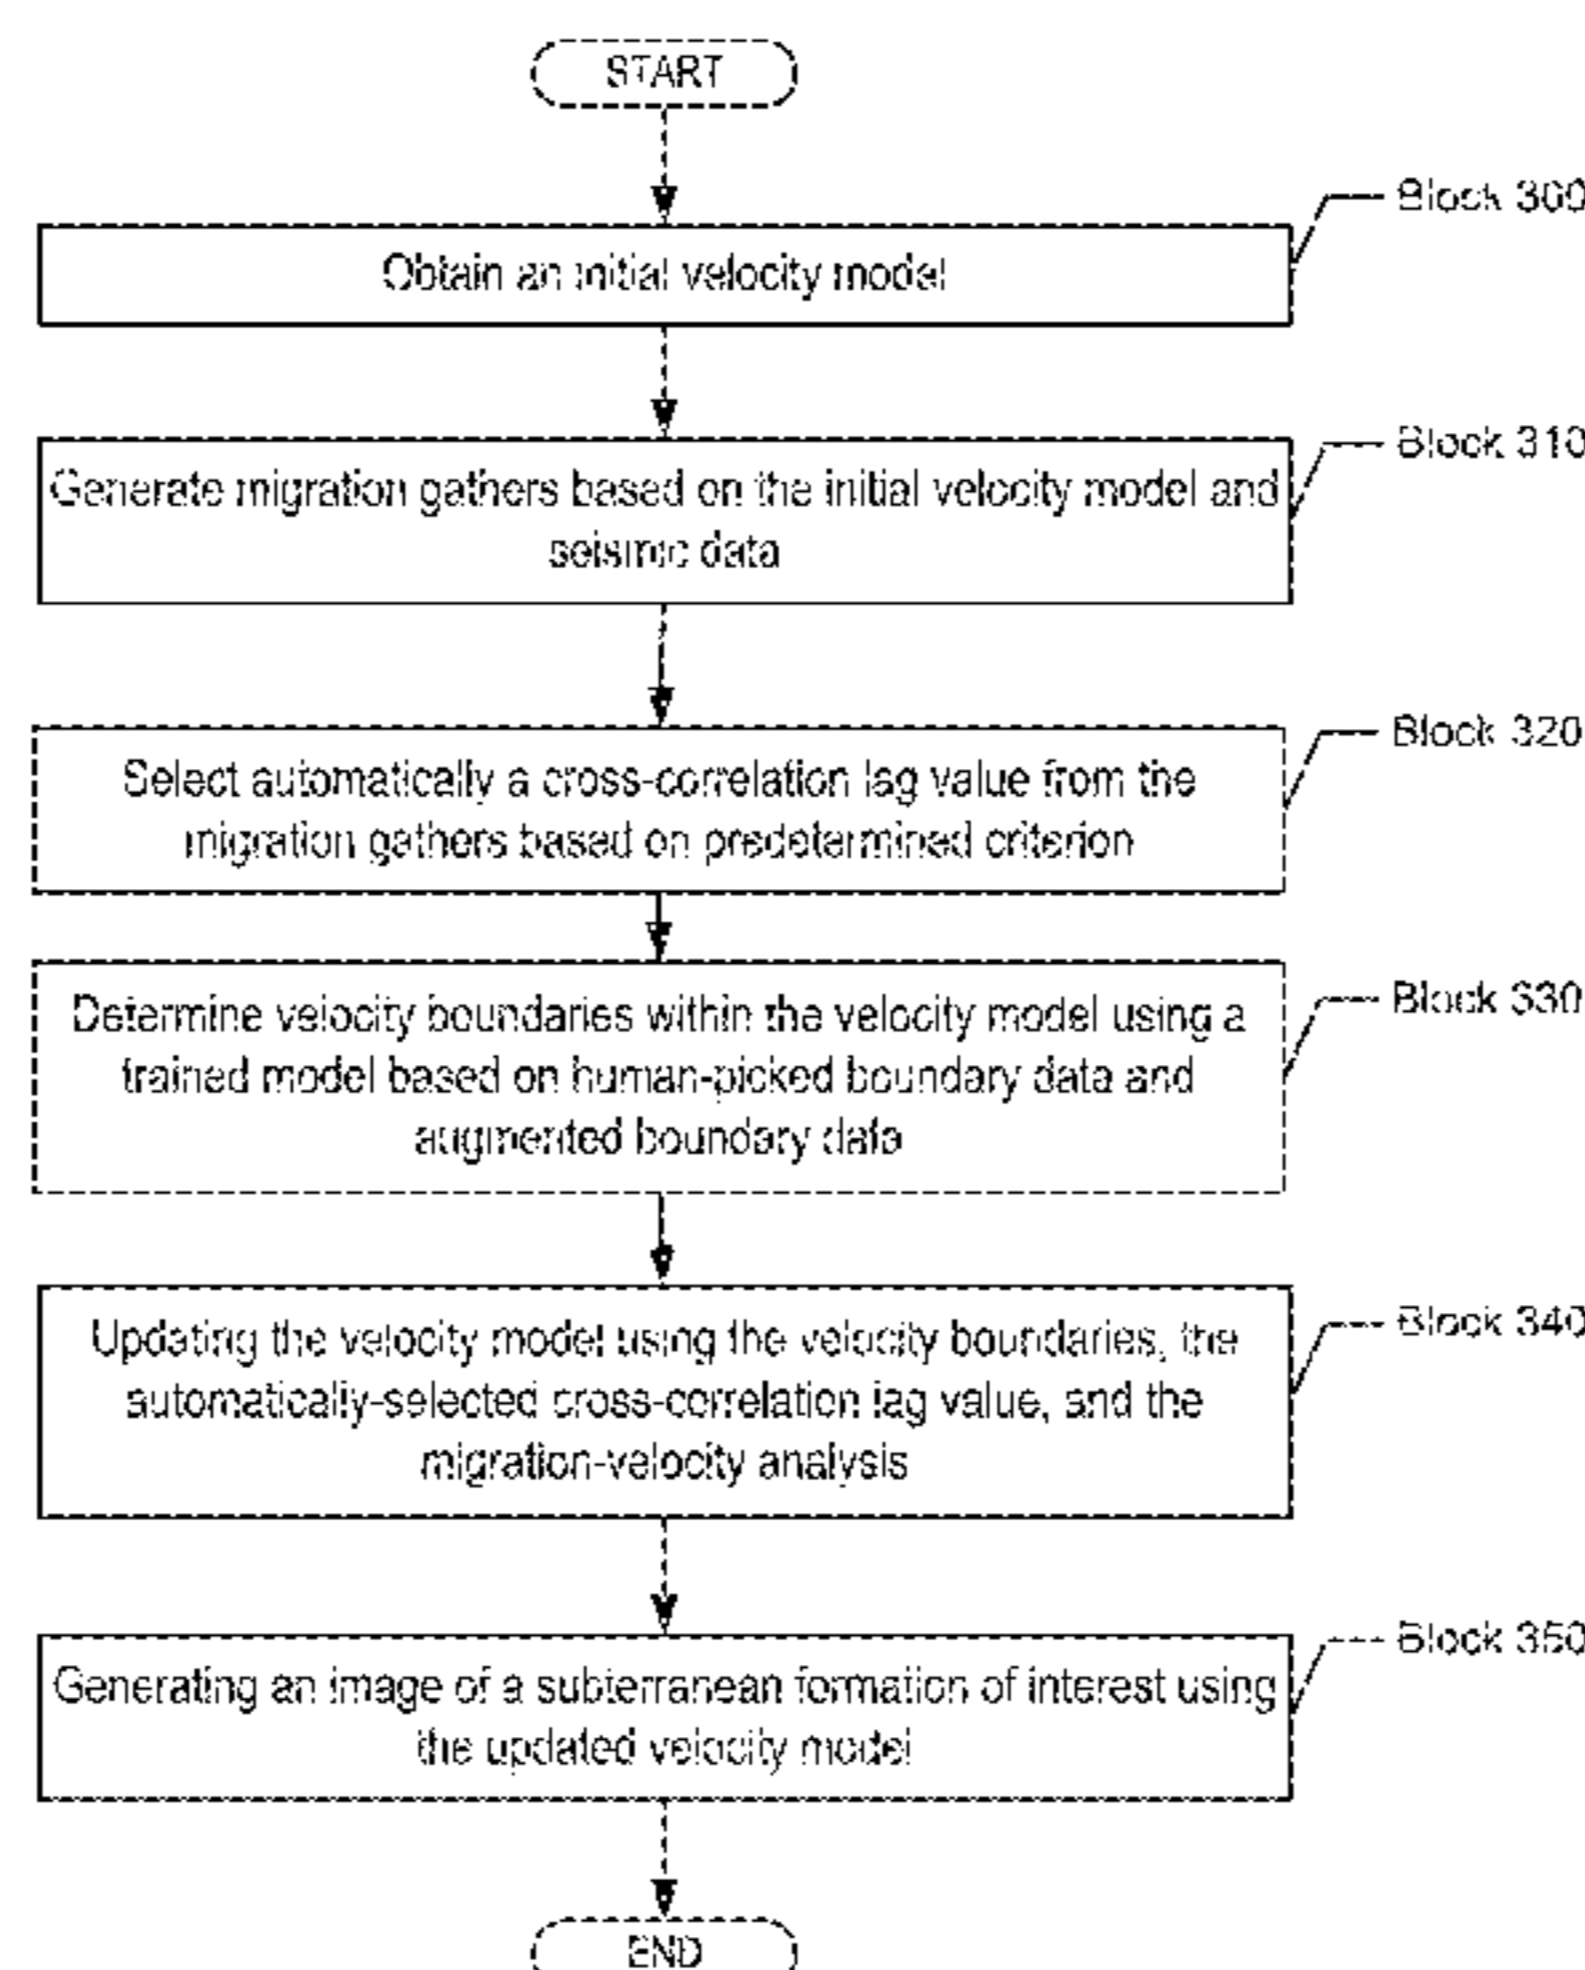 START
Block 300
Obtain an initial velocity model
Block 310
Generate migration gathers based on the initial velocity model and
seismic data
Block 320
Select automatically a cross-correlation lag value from the
migration gathers based on predetermined criterion
Block 330
Determine velocity boundaries within the velocity model using a
trained model based on human-picked boundary data and
augmented boundary data
Block 340
Updating the velocity model using the velocity boundaries, the
automatically-selected cross-correlation lag value, and the
migration-velocity analysis
Block 350
Generating an image of a subterranean formation of interest using
the updated velocity model
END